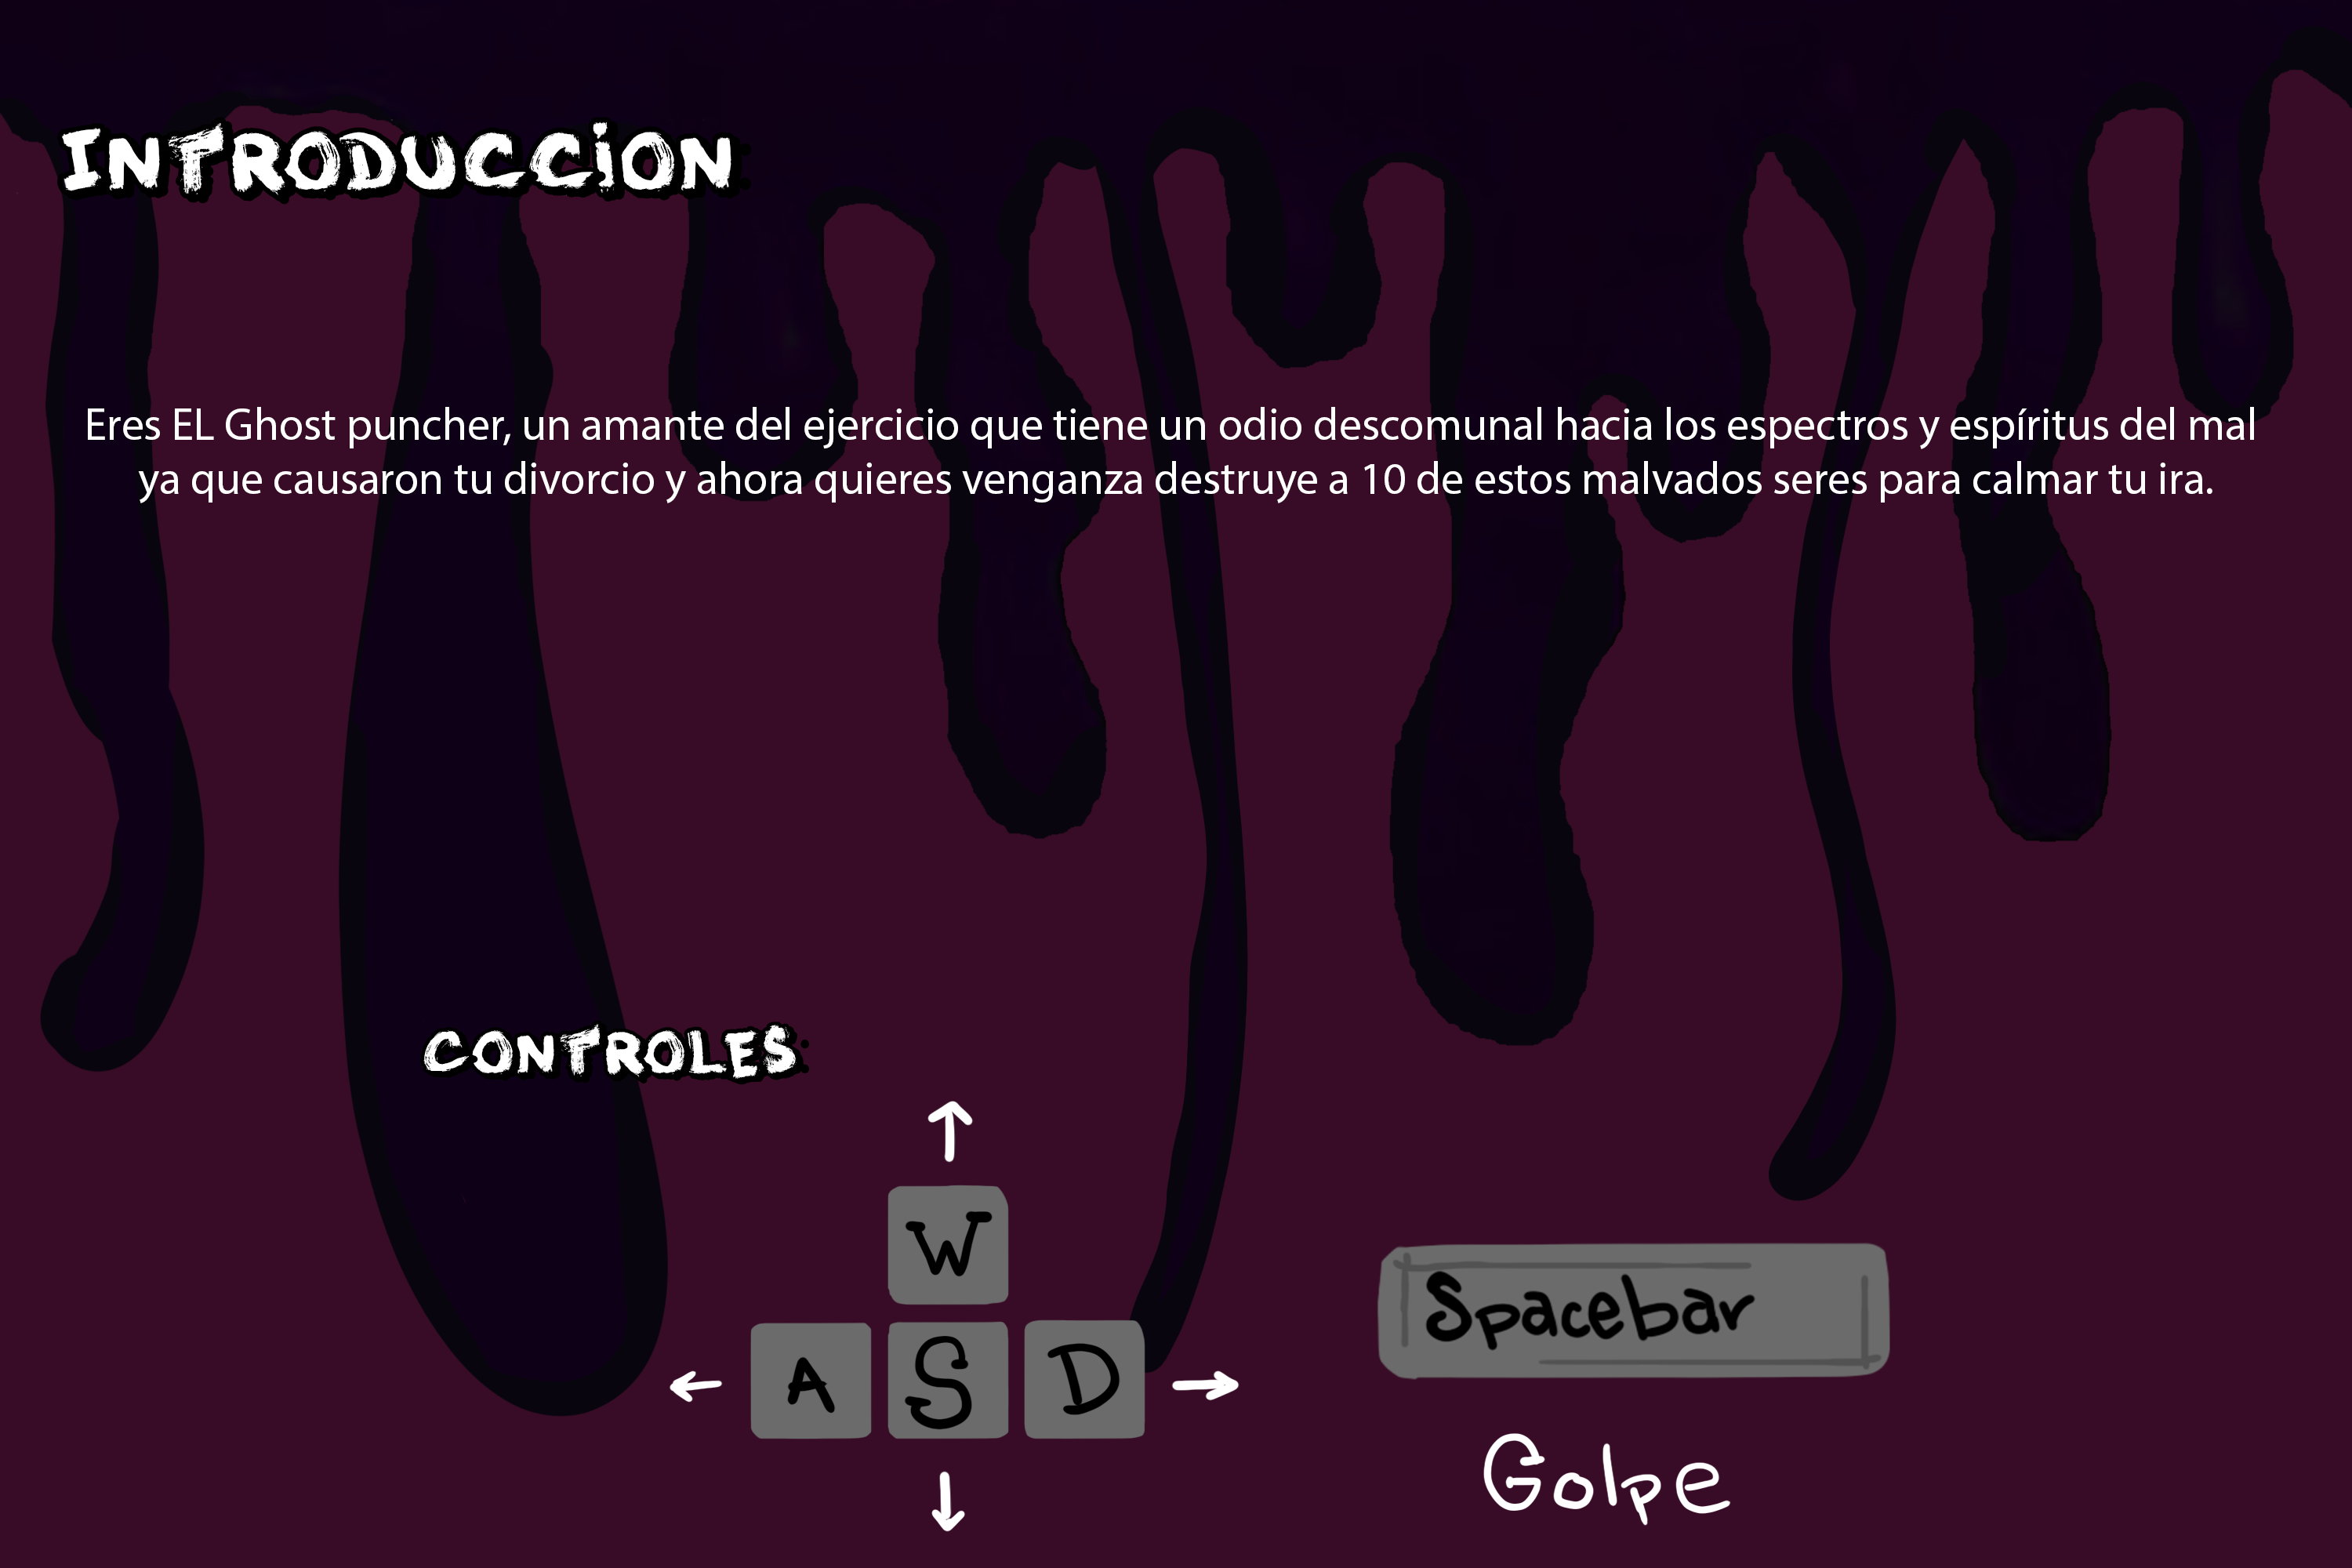 INTRODUCCION:
Eres EL Ghost puncher, un amante del ejercicio que tiene un odio descomunal hacia los espectros y espíritus del mal
ya que causaron tu divorcio y ahora quieres venganza destruye a 10 de estos malvados seres para calmar tu ira.
CONTROLES:
W
A S D
Spacebar
Golpe